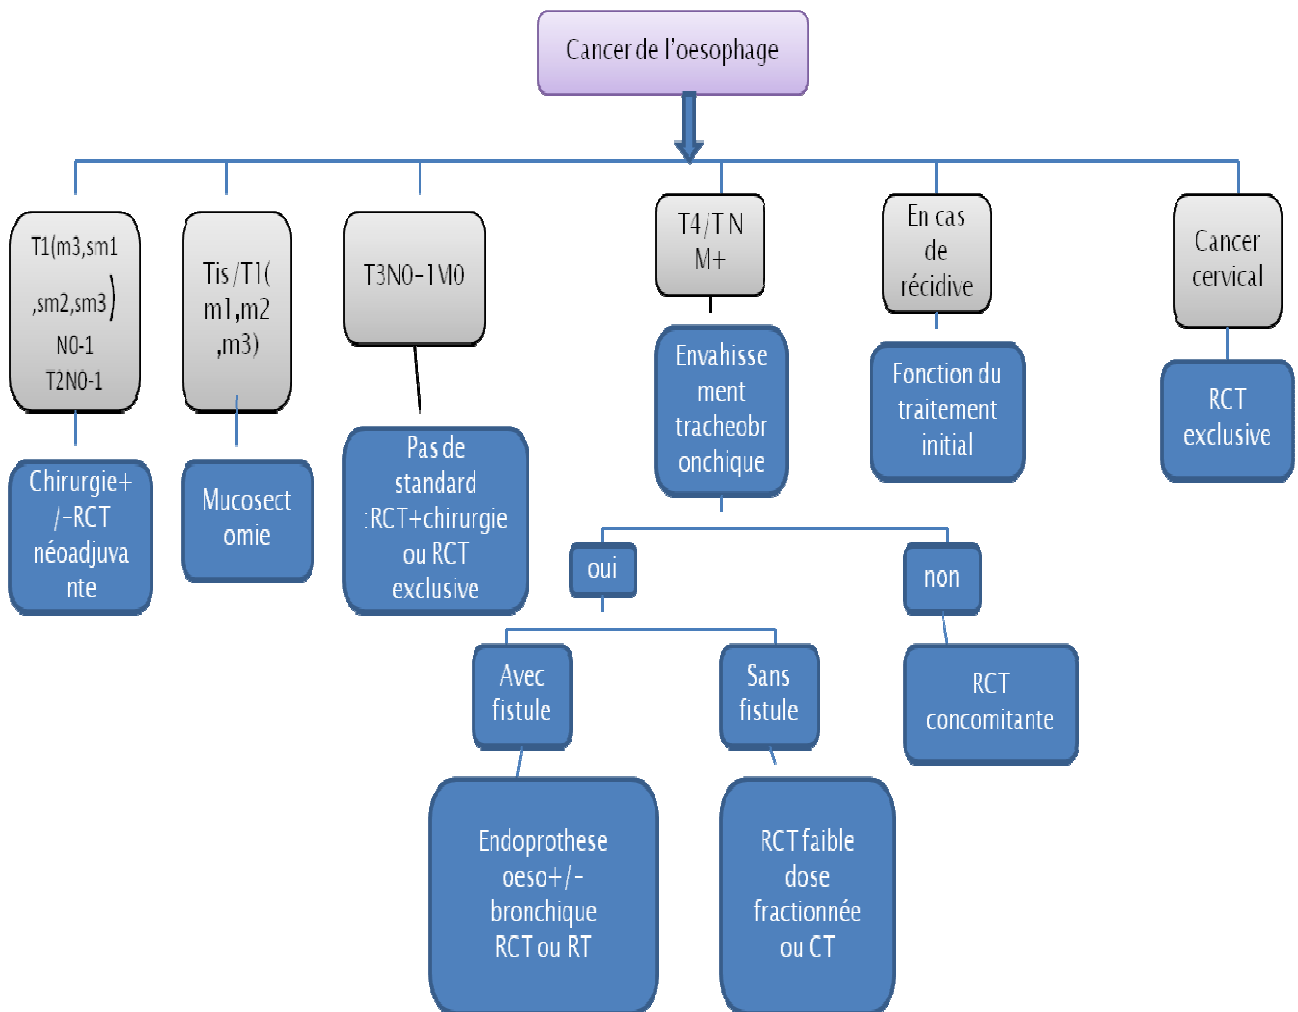 Cancer de l'oesophage
T1(m3,sm1
,sm2,sm3)
N0-1
T2N0-1
Tis/T1(
m1,m2
,m3)
T3N0-1M0
T4/T N
M+
En cas
de
récidive
Cancer
cervical
Chirurgie+
/-RCT
néoadjuva
nte
Mucosect
omie
Pas de
standard
:RCT+chirurgie
ou RCT
exclusive
Envahisse
ment
tracheobr
onchique
Fonction du
traitement
initial
RCT
exclusive
oui
non
Avec
fistule
Sans
fistule
RCT
concomitante
Endoprothese
oeso+/-
bronchique
RCT ou RT
RCT faible
dose
fractionnée
ou CT